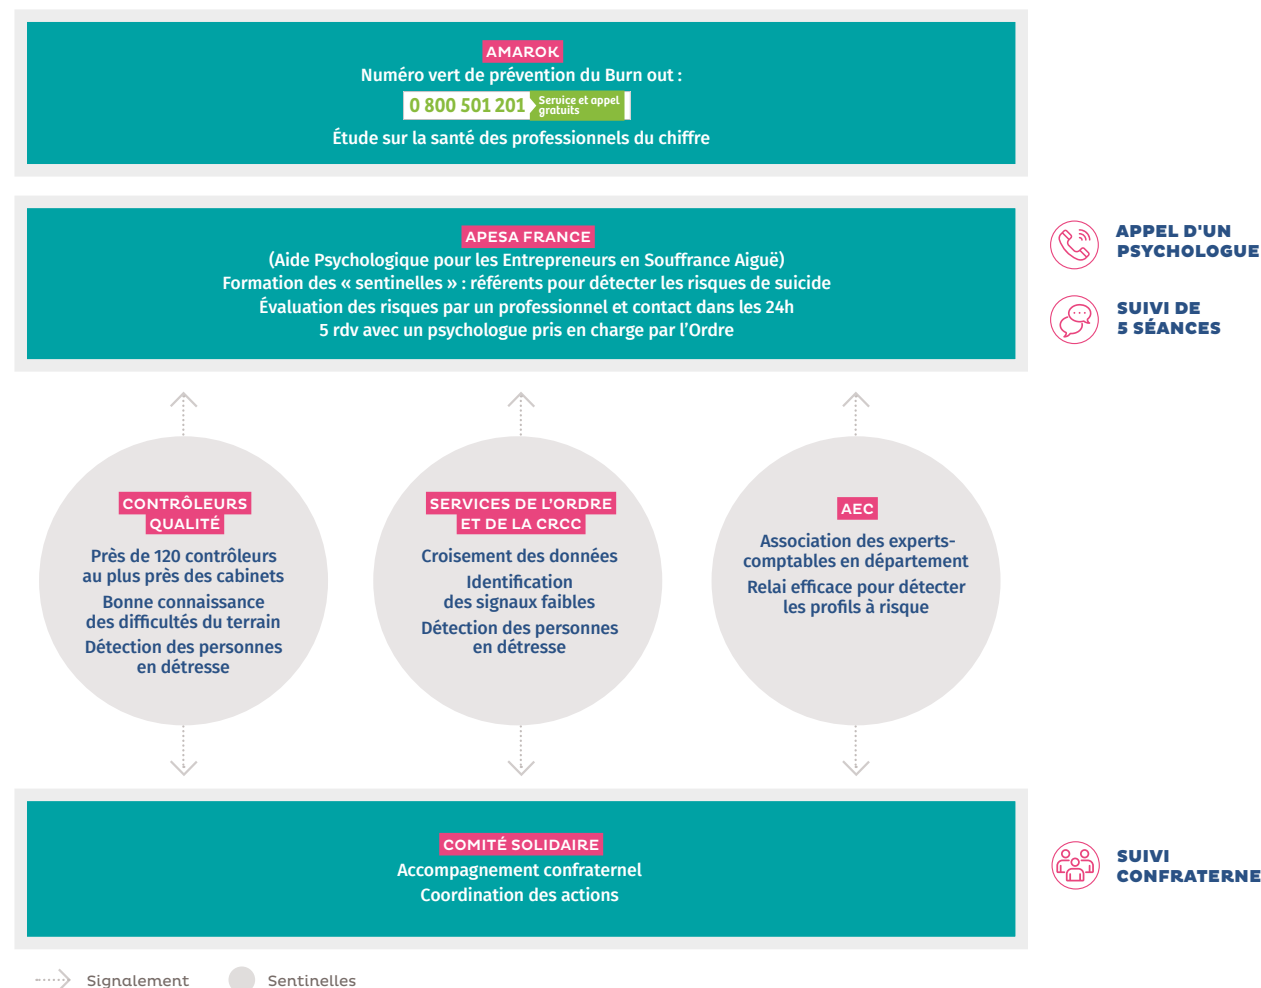 AMAROK
Numéro vert de prévention du Burn out :
0 800 501 201
Service et appel
gratuits
Étude sur la santé des professionnels du chiffre
APESA FRANCE
(Aide Psychologique pour les Entrepreneurs en Souffrance Aiguë)
Formation des « sentinelles » : référents pour détecter les risques de suicide
Évaluation des risques par un professionnel et contact dans les 24h
5 rdv avec un psychologue pris en charge par l’Ordre
APPEL D'UN
PSYCHOLOGUE
SUIVI DE
5 SÉANCES
CONTRÔLEURS
QUALITÉ
Près de 120 contrôleurs
au plus près des cabinets
Bonne connaissance
des difficultés du terrain
Détection des personnes
en détresse
SERVICES DE L’ORDRE
ET DE LA CRCC
Croisement des données
Identification
des signaux faibles
Détection des personnes
en détresse
AEC
Association des experts-
comptables en département
Relai efficace pour détecter
les profils à risque
COMITÉ SOLIDAIRE
Accompagnement confraternel
Coordination des actions
SUIVI
CONFRATERNE
Signalement
Sentinelles